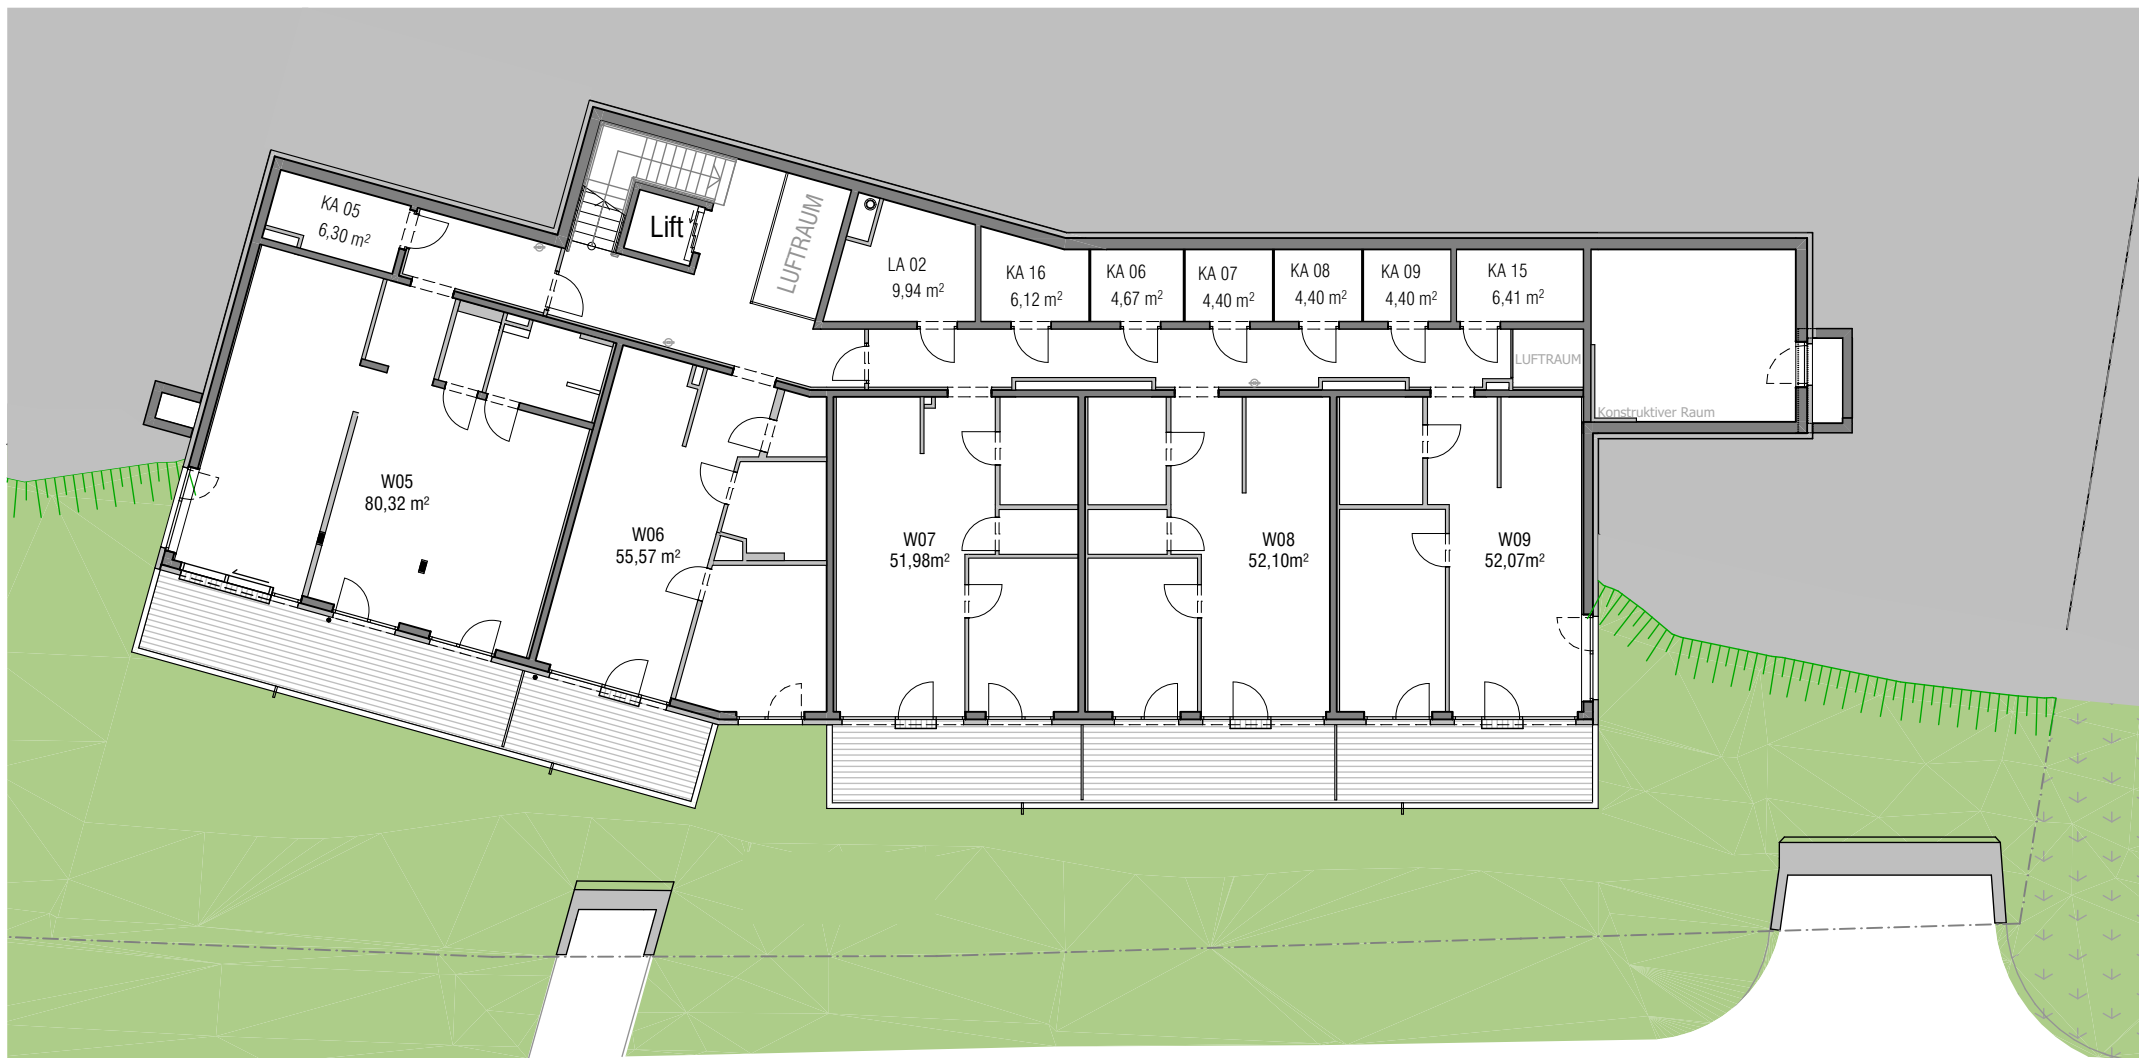 KA 05
6,30 m²
Lift
LUFTRAUM
LA 02
9,94 m²
KA 16
6,12 m²
KA 06
4,67 m²
KA 07
4,40 m²
KA 08
4,40 m²
KA 09
4,40 m²
KA 15
6,41 m²
LUFTRAUM
Konstruktiver Raum
W05
80,32 m²
W06
55,57 m²
W07
51,98m²
W08
52,10m²
W09
52,07m²